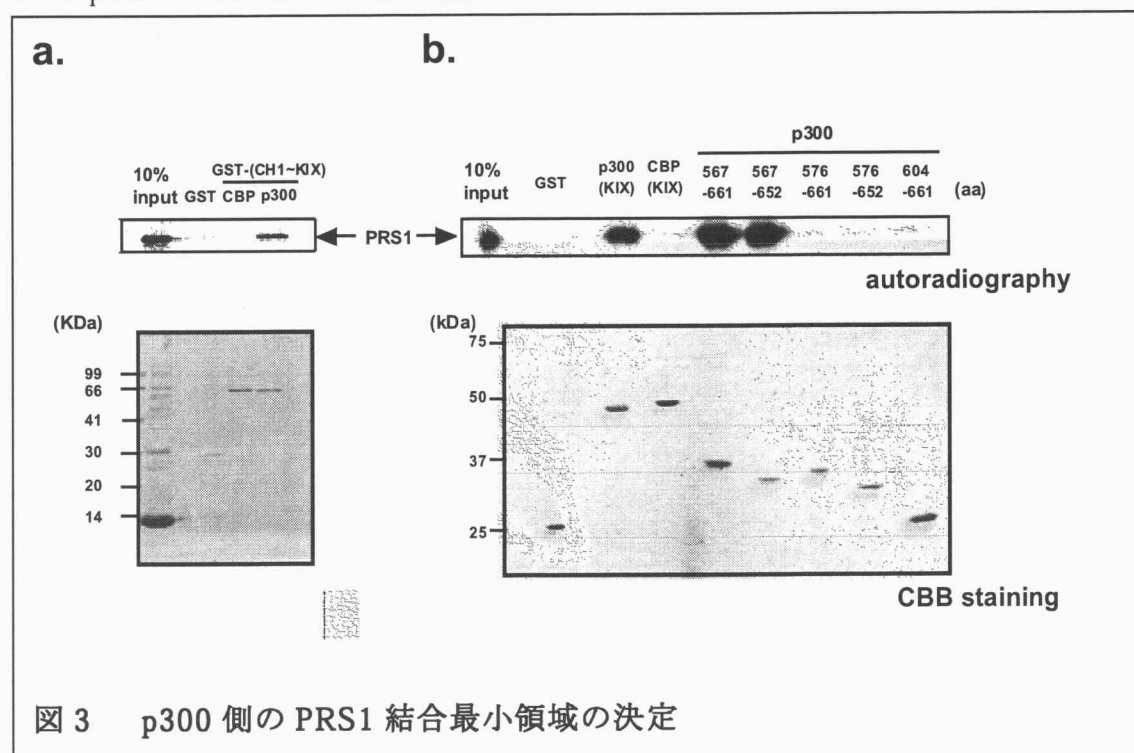 a.
b.
p300
10% input
GST
GST-(CH1~KIX)
CBP p300
10% input
GST
p300 (KIX)
CBP (KIX)
567 -661
567 -652
576 -661
576 -652
604 -661
(aa)
PRS1
autoradiography
(KDa)
99
66
41
30
20
14
(kDa)
75
50
37
25
CBB staining
図 3 p300 側の PRS1 結合最小領域の決定